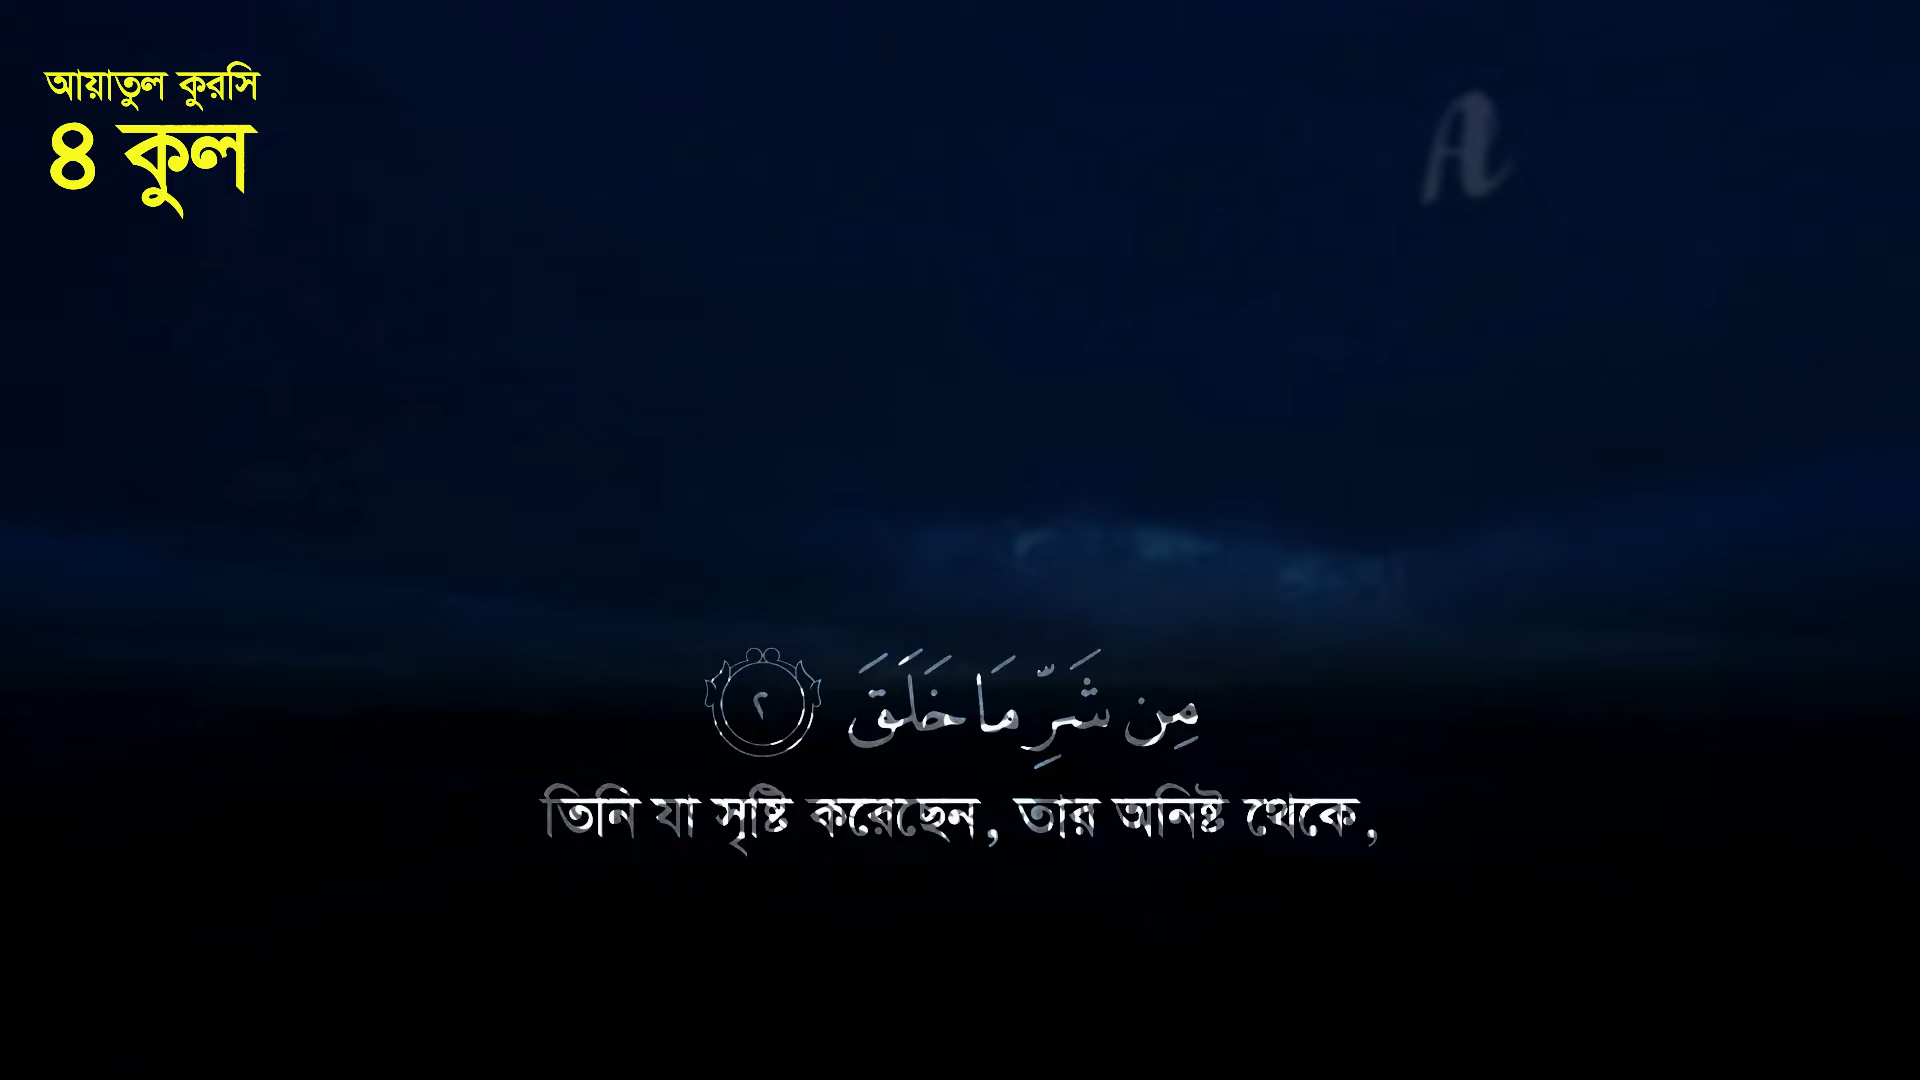 আয়াতুল কুরসি
৪ কুল
A
مِن شَرِّ مَا خَلَقَ ٢
তিনি যা সৃষ্টি করেছেন, তার অনিষ্ট থেকে,